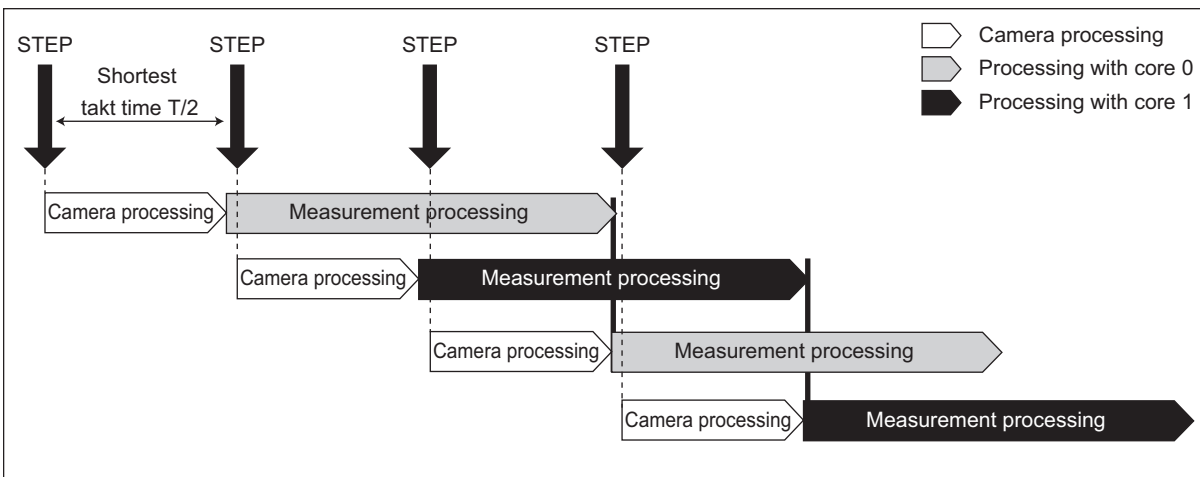 STEP STEP STEP STEP
Shortest
takt time T/2
Camera processing
Processing with core 0
Processing with core 1
Camera processing Measurement processing
Camera processing Measurement processing
Camera processing Measurement processing
Camera processing Measurement processing